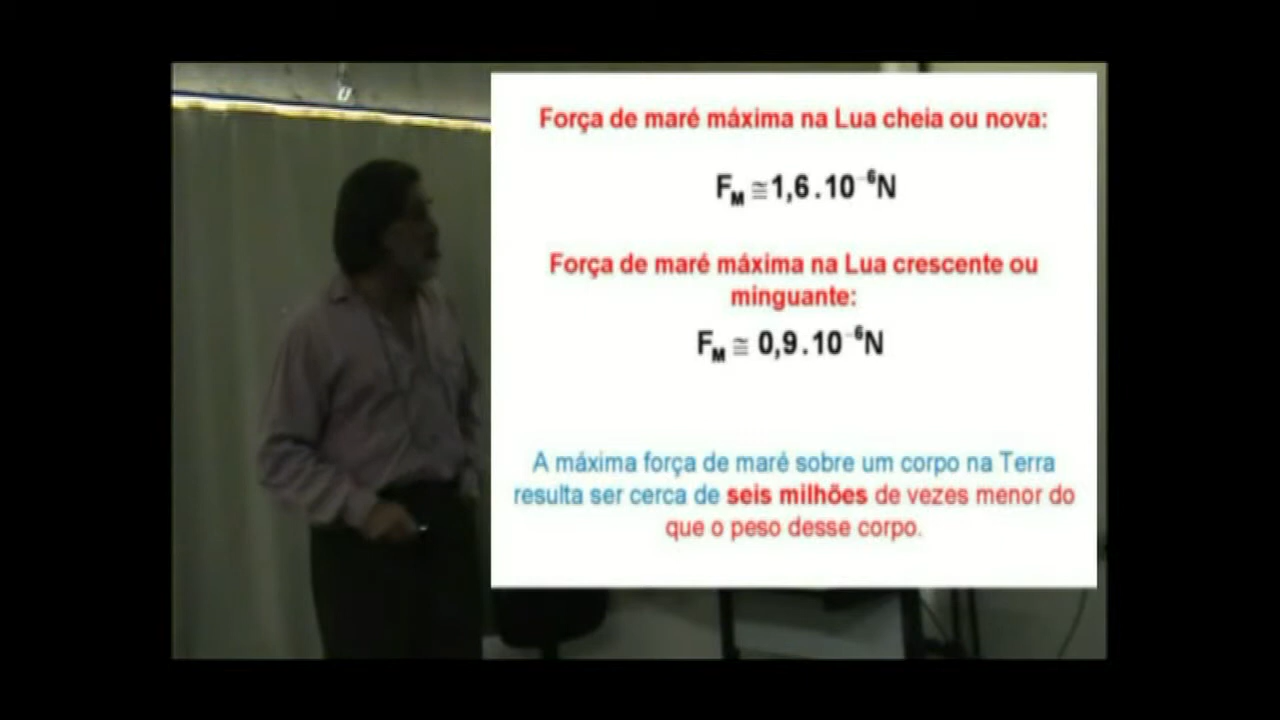 Força de maré máxima na Lua cheia ou nova:
F_M ≅ 1,6 . 10⁻⁶N
Força de maré máxima na Lua crescente ou
minguante:
F_M ≅ 0,9 . 10⁻⁶N
A máxima força de maré sobre um corpo na Terra
resulta ser cerca de seis milhões de vezes menor do
que o peso desse corpo.